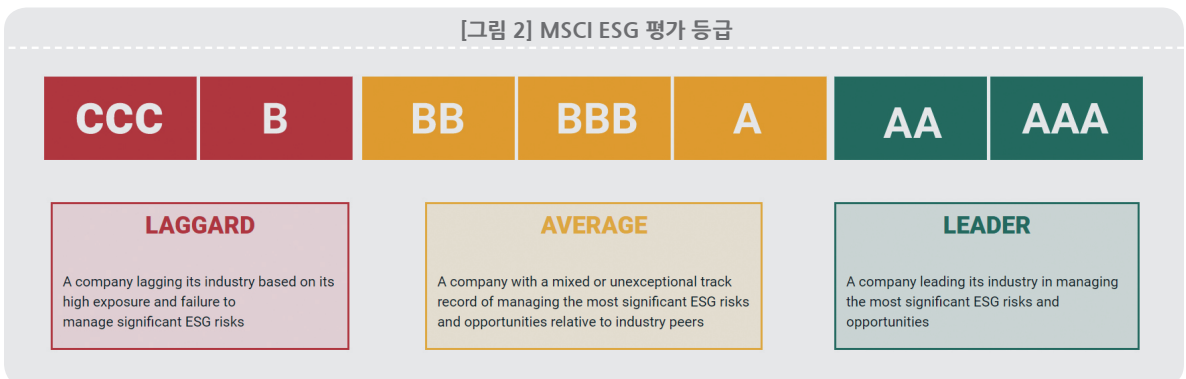 [그림 2] MSCI ESG 평가 등급
CCC B BB BBB A AA AAA
LAGGARD
A company lagging its industry based on its
high exposure and failure to
manage significant ESG risks
AVERAGE
A company with a mixed or unexceptional track
record of managing the most significant ESG risks
and opportunities relative to industry peers
LEADER
A company leading its industry in managing
the most significant ESG risks and
opportunities